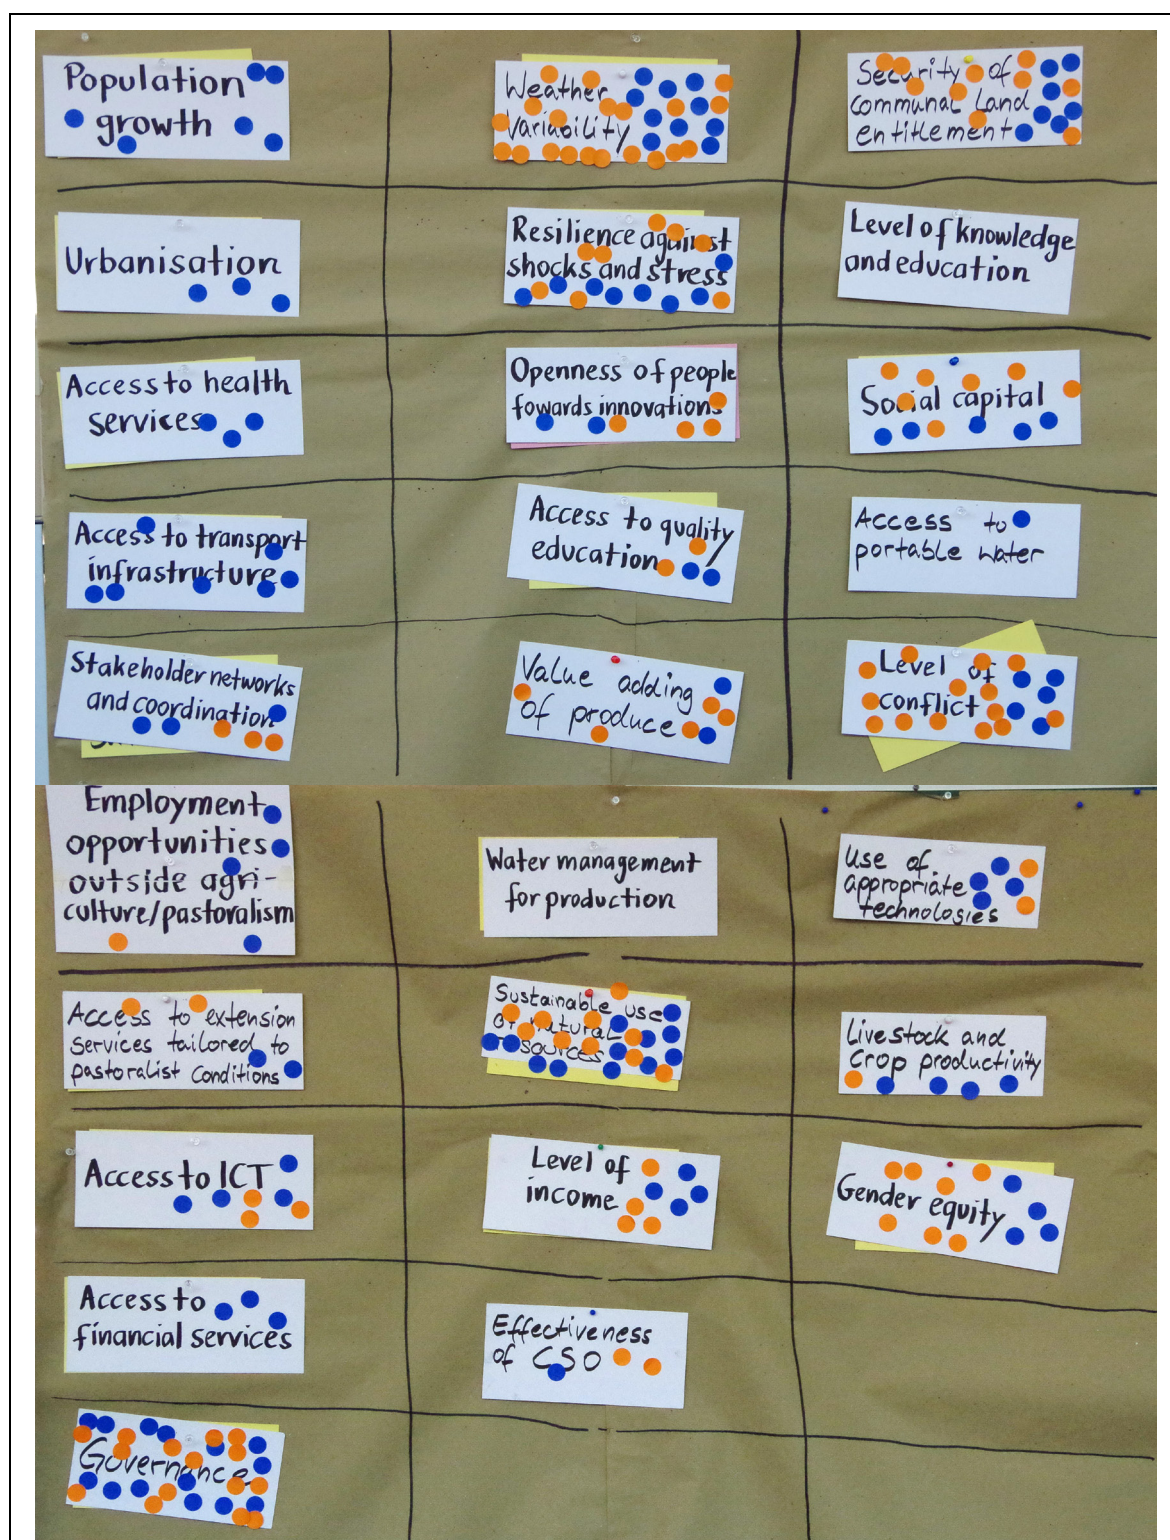 Population
growth
Weather
Variability
Security of
communal Land
entitlement
Urbanisation
Resilience against
shocks and stress
Level of knowledge
and education
Access to health
services
Openness of people
towards innovations
Social capital
Access to transport
infrastructure
Access to quality
education
Access to
portable water
Stakeholder networks
and coordination
Value adding
of produce
Level of
conflict
Employment
opportunities
outside agri-
culture/pastoralism
Water management
for production
Use of
appropriate
technologies
Access to extension
Services tailored to
pastoralist Conditions
Sustainable use
of natural
resources
Livestock and
Crop productivity
Access to ICT
Level of
income
Gender equity
Access to
financial services
Effectiveness
of CSO
Governance